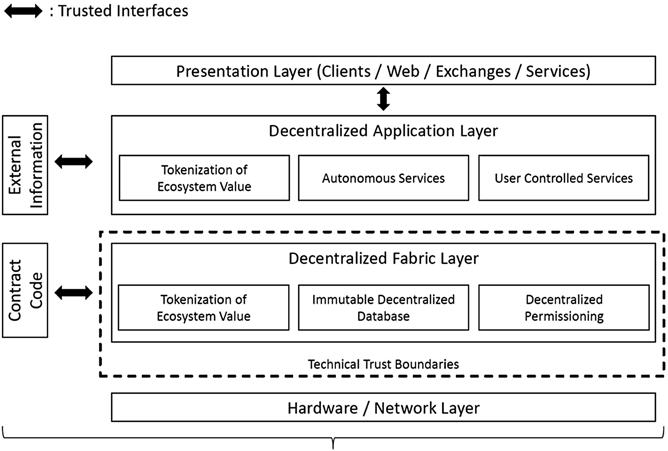 : Trusted Interfaces
Presentation Layer (Clients / Web / Exchanges / Services)
External
Information
Decentralized Application Layer
Tokenization of
Ecosystem Value
Autonomous Services
User Controlled Services
Contract
Code
Decentralized Fabric Layer
Tokenization of
Ecosystem Value
Immutable Decentralized
Database
Decentralized
Permissioning
Technical Trust Boundaries
Hardware / Network Layer